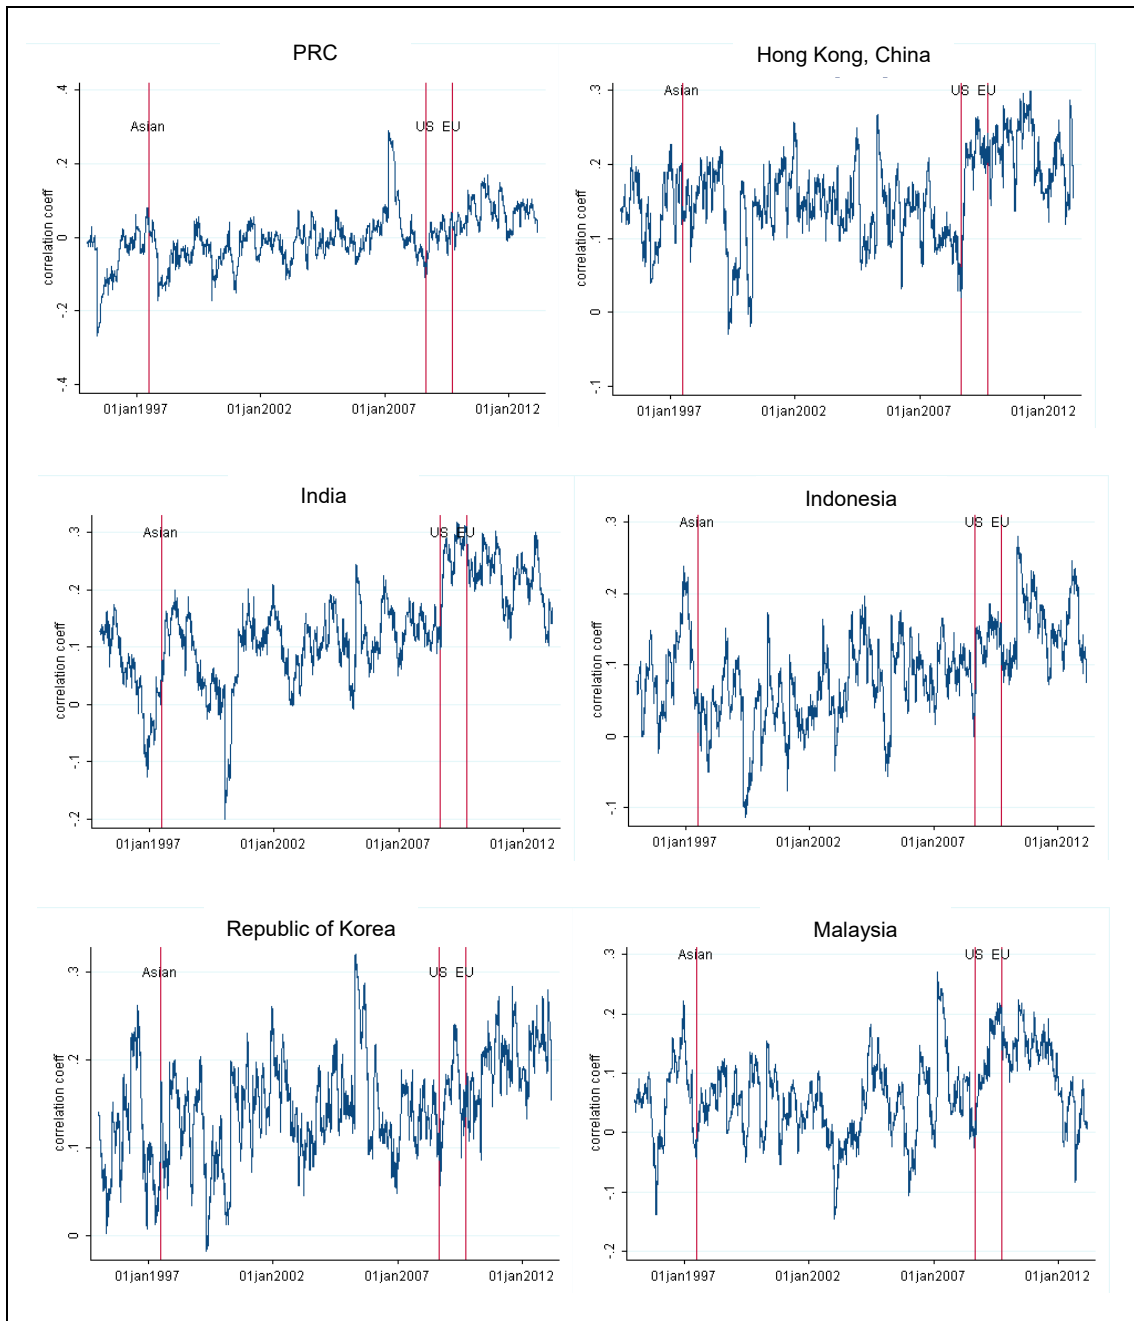 PRC
correlation coeff
.4
.2
0
-.2
-.4
Asian
US
EU
01jan1997
01jan2002
01jan2007
01jan2012
Hong Kong, China
correlation coeff
.3
.2
.1
0
-.1
Asian
US
EU
01jan1997
01jan2002
01jan2007
01jan2012
India
correlation coeff
.3
.2
.1
0
-.1
-.2
Asian
US
EU
01jan1997
01jan2002
01jan2007
01jan2012
Indonesia
correlation coeff
.3
.2
.1
0
-.1
Asian
US
EU
01jan1997
01jan2002
01jan2007
01jan2012
Republic of Korea
correlation coeff
.3
.2
.1
0
Asian
US
EU
01jan1997
01jan2002
01jan2007
01jan2012
Malaysia
correlation coeff
.3
.2
.1
0
-.1
-.2
Asian
US
EU
01jan1997
01jan2002
01jan2007
01jan2012